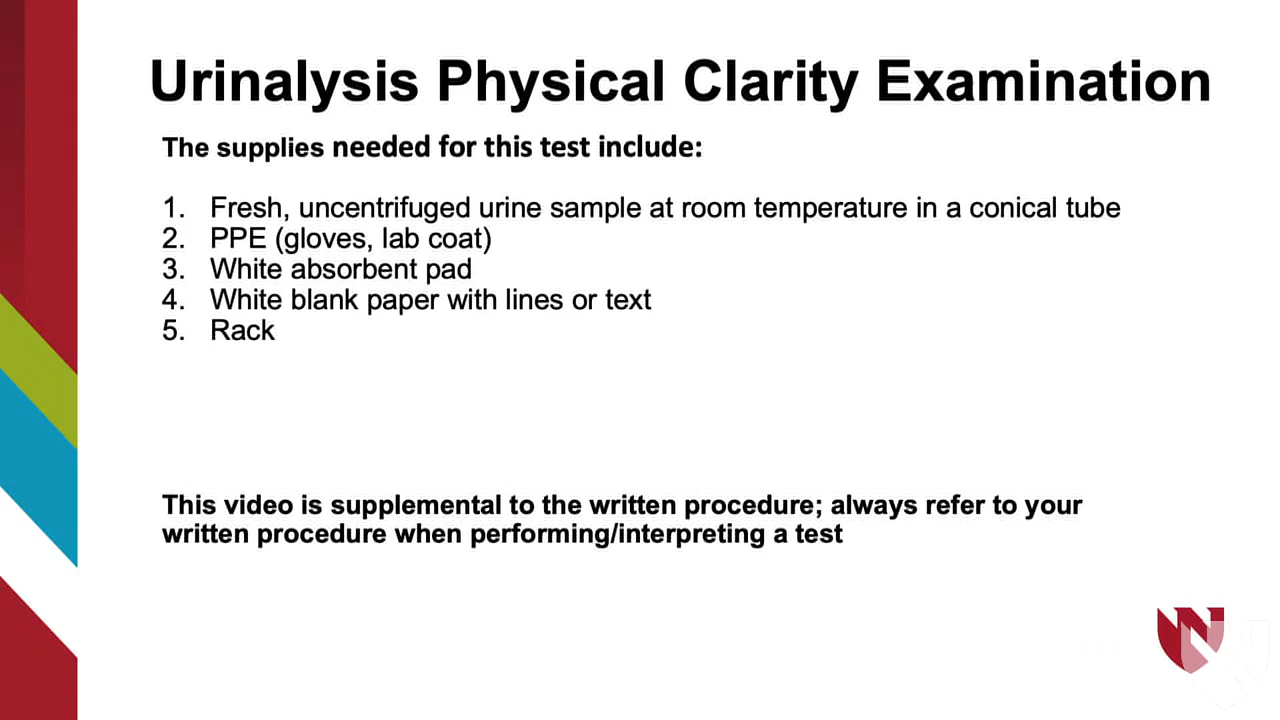 Urinalysis Physical Clarity Examination
The supplies needed for this test include:
1. Fresh, uncentrifuged urine sample at room temperature in a conical tube
2. PPE (gloves, lab coat)
3. White absorbent pad
4. White blank paper with lines or text
5. Rack
This video is supplemental to the written procedure; always refer to your
written procedure when performing/interpreting a test